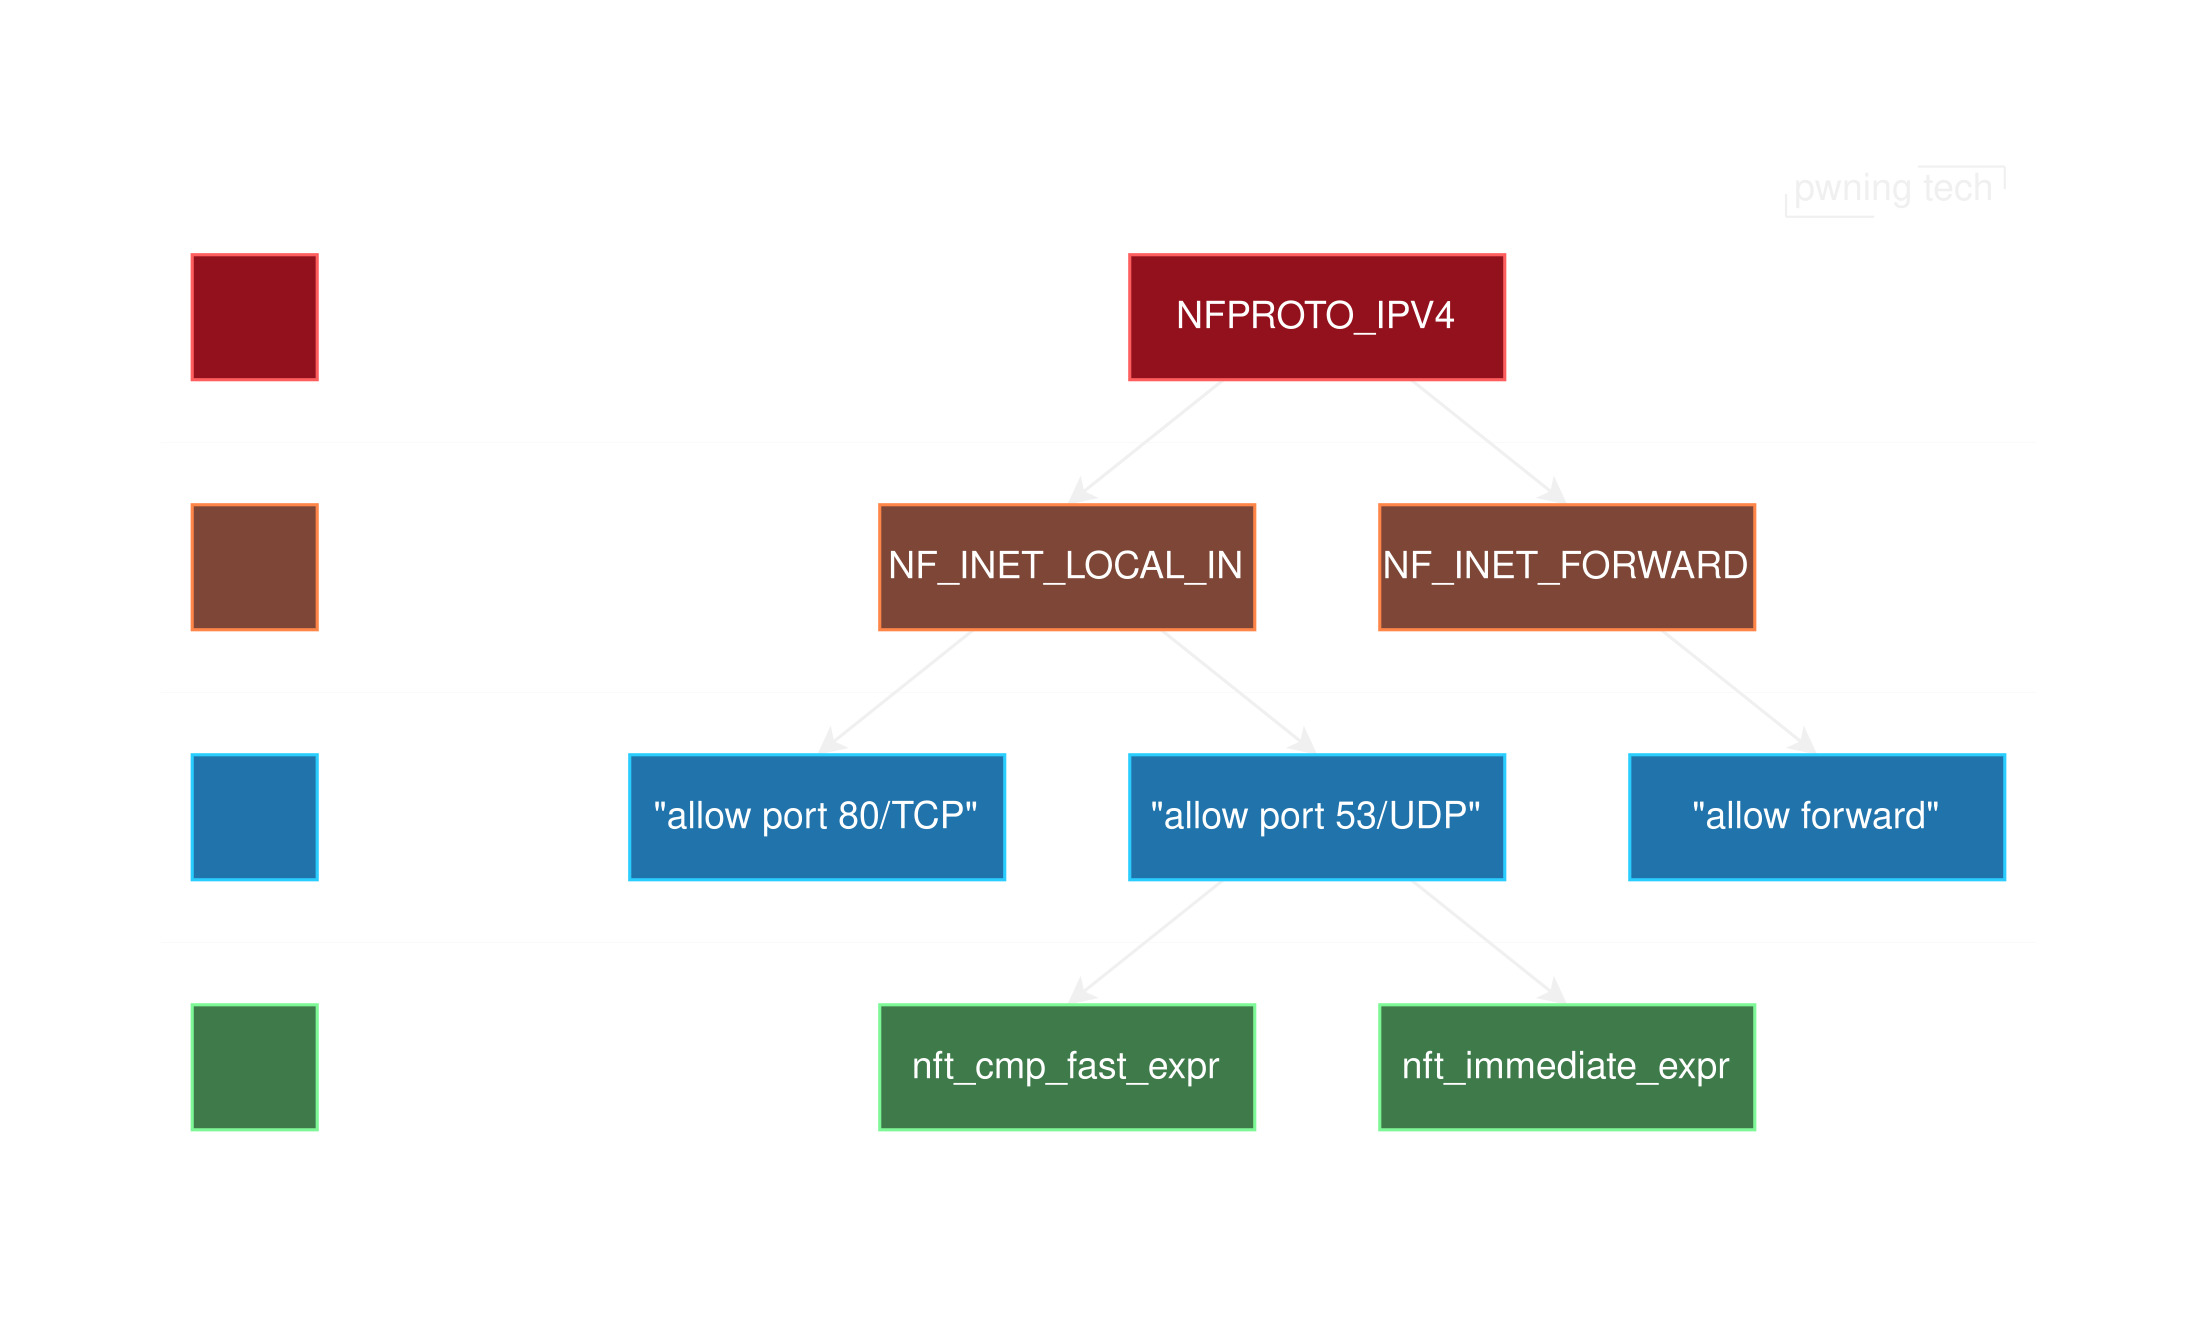 pwning tech
NFPROTO_IPV4
NF_INET_LOCAL_IN
NF_INET_FORWARD
"allow port 80/TCP"
"allow port 53/UDP"
"allow forward"
nft_cmp_fast_expr
nft_immediate_expr